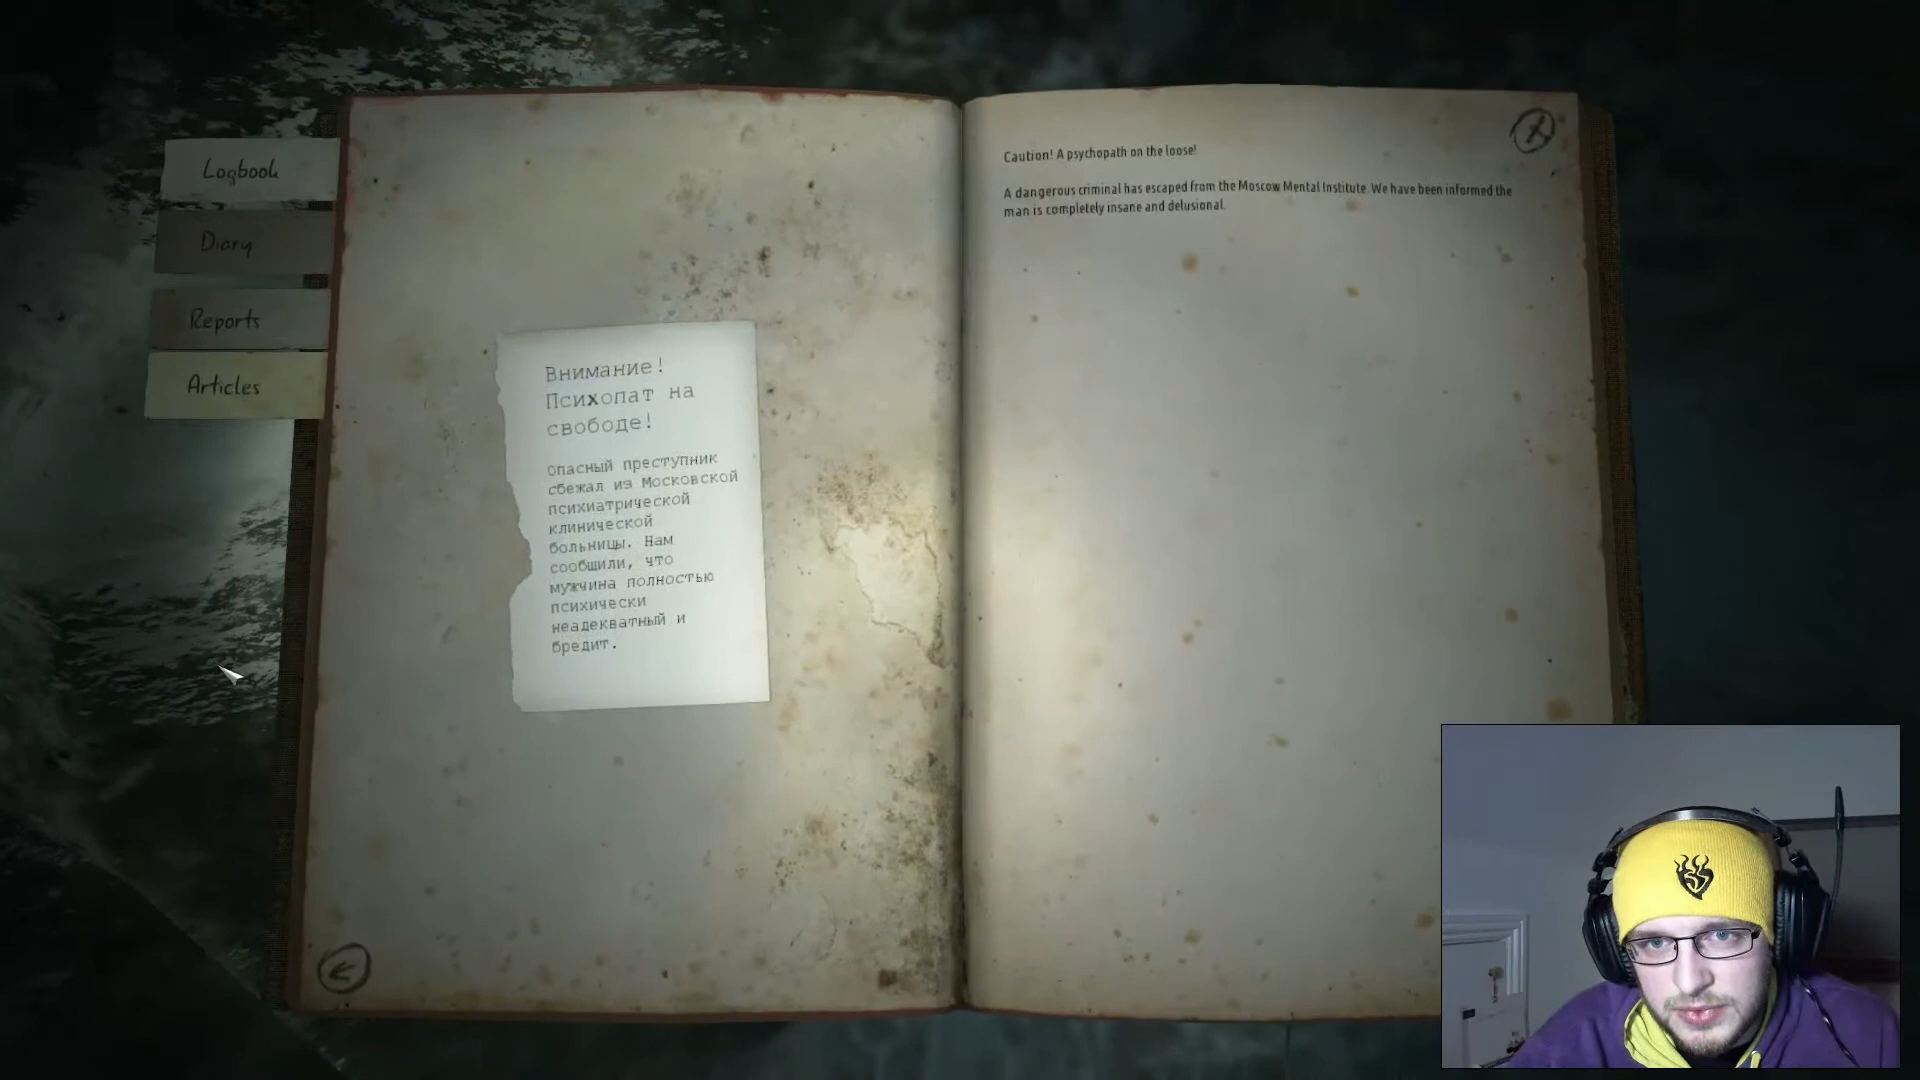 Logbook
Diary
Reports
Articles
Внимание!
Психопат на
свободе!
Опасный преступник
сбежал из Московской
психиатрической
клинической
больницы. Нам
сообщили, что
мужчина полностью
психически
неадекватный и
бредит.
Caution! A psychopath on the loose!
A dangerous criminal has escaped from the Moscow Mental Institute. We have been informed the
man is completely insane and delusional.